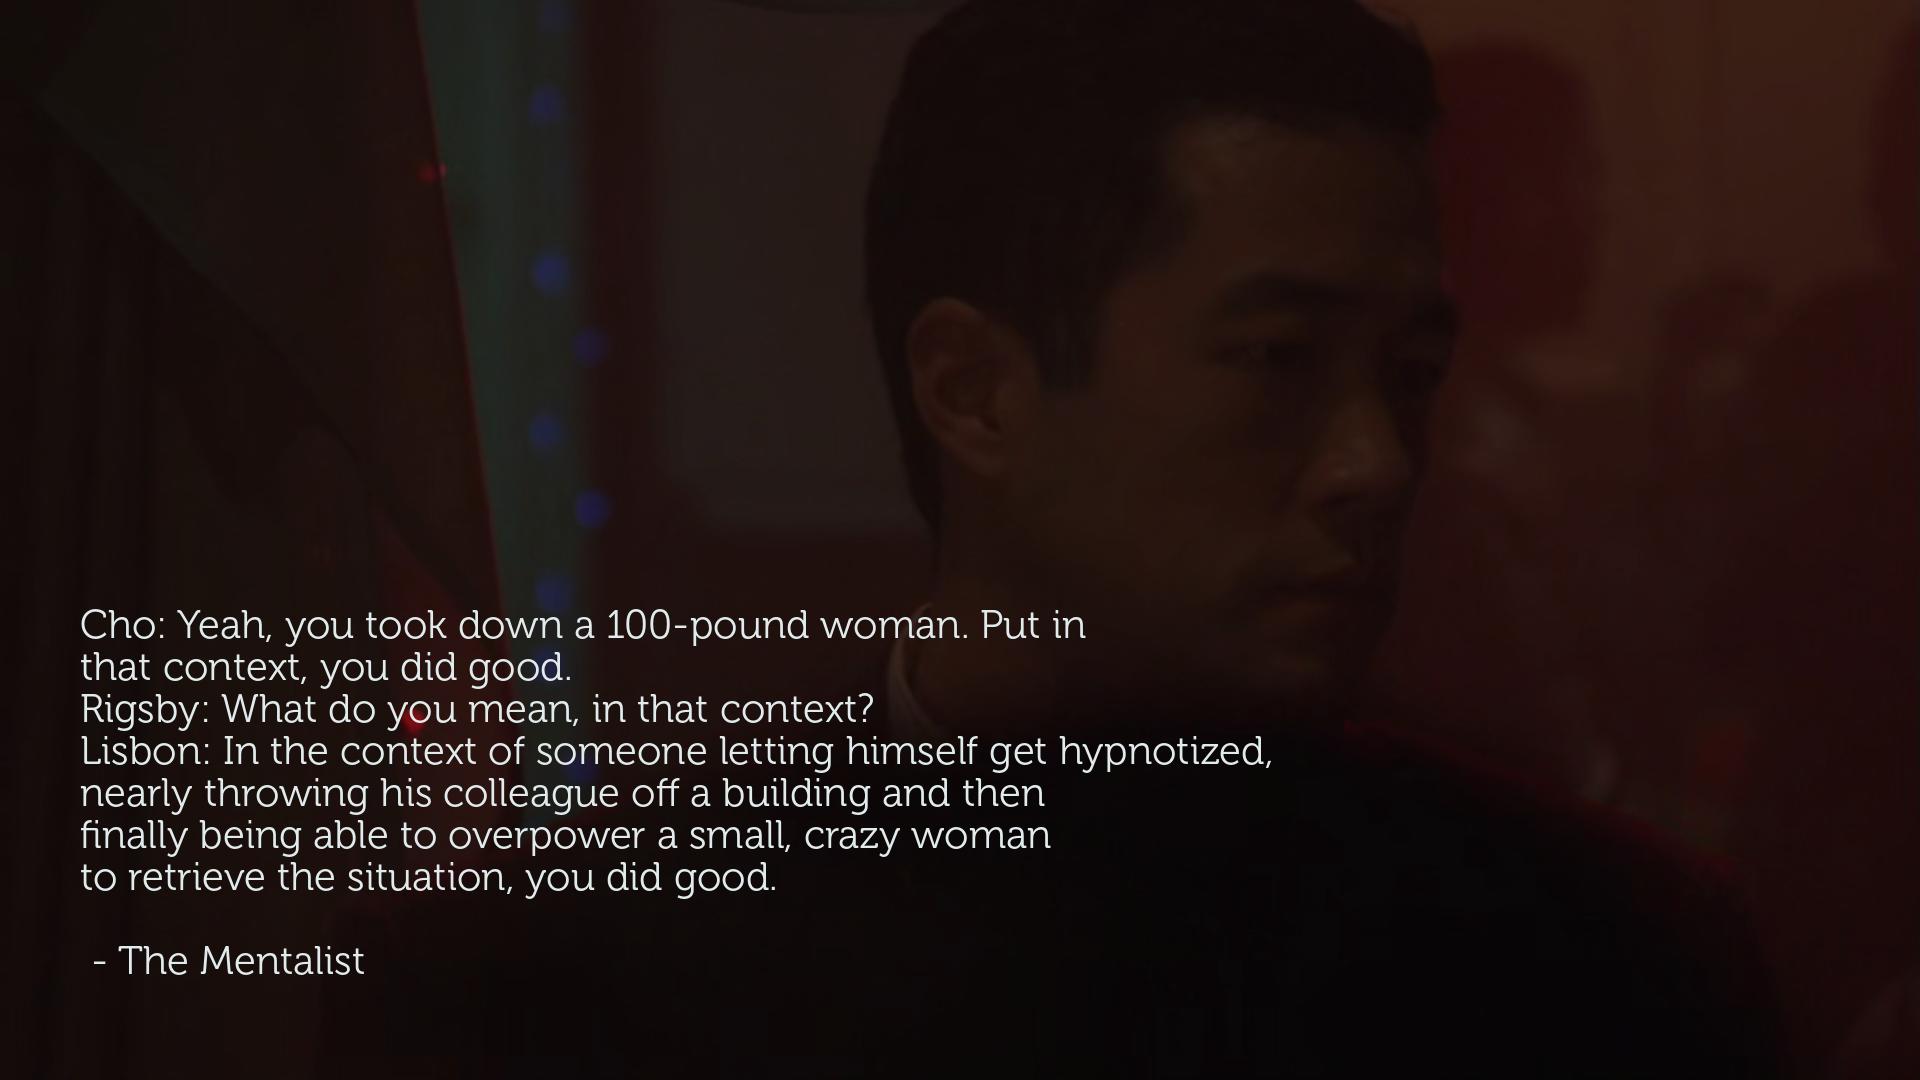 Cho: Yeah, you took down a 100-pound woman. Put in
that context, you did good.
Rigsby: What do you mean, in that context?
Lisbon: In the context of someone letting himself get hypnotized,
nearly throwing his colleague off a building and then
finally being able to overpower a small, crazy woman
to retrieve the situation, you did good.
- The Mentalist